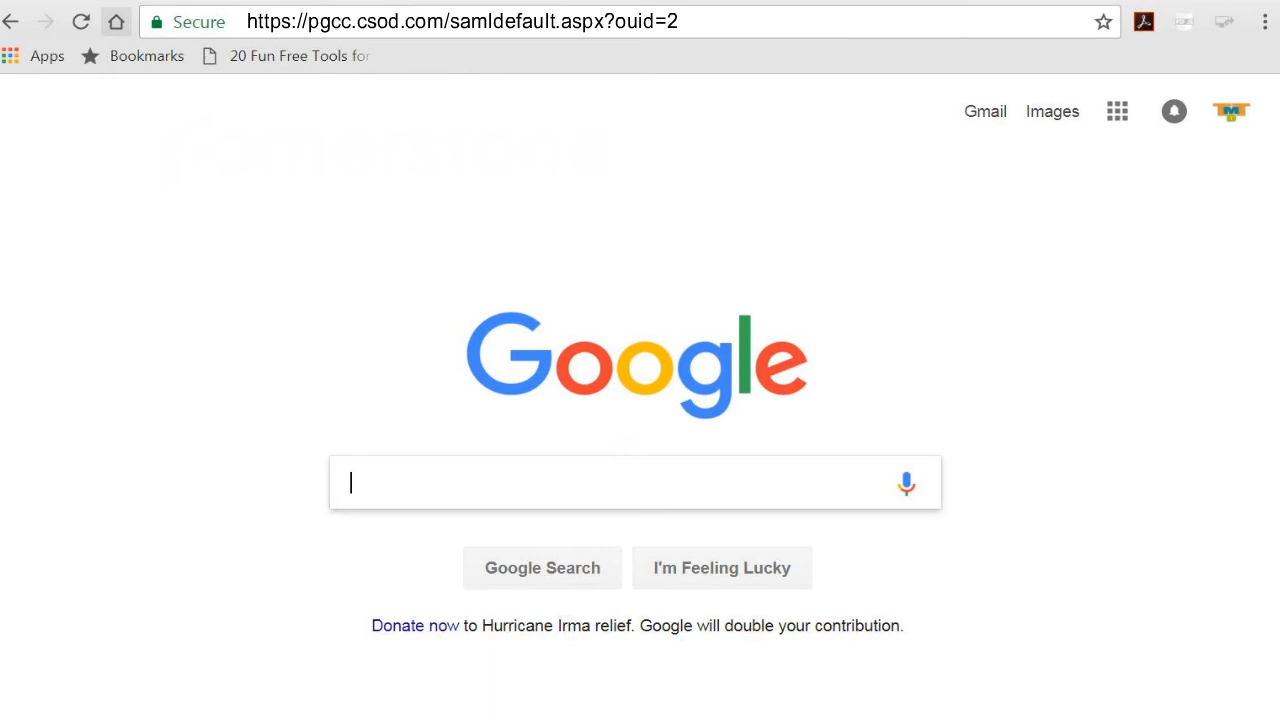 Secure https://pgcc.csod.com/samldefault.aspx?ouid=2
Apps Bookmarks 20 Fun Free Tools for
Gmail Images
Google
Google Search I'm Feeling Lucky
Donate now to Hurricane Irma relief. Google will double your contribution.